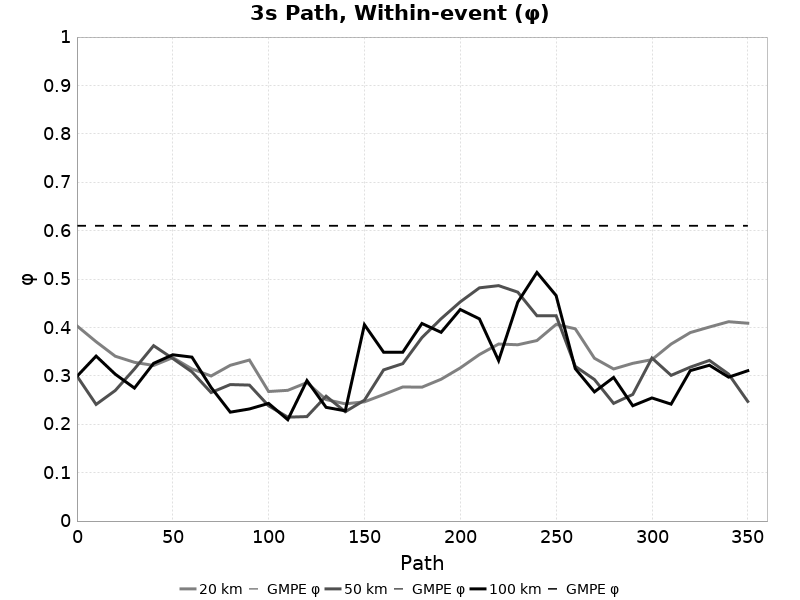 3s Path, Within-event (φ)
1
0.9
0.8
0.7
0.6
0.5
0.4
0.3
0.2
0.1
0
φ
0 50 100 150 200 250 300 350
Path
20 km GMPE φ 50 km GMPE φ 100 km GMPE φ